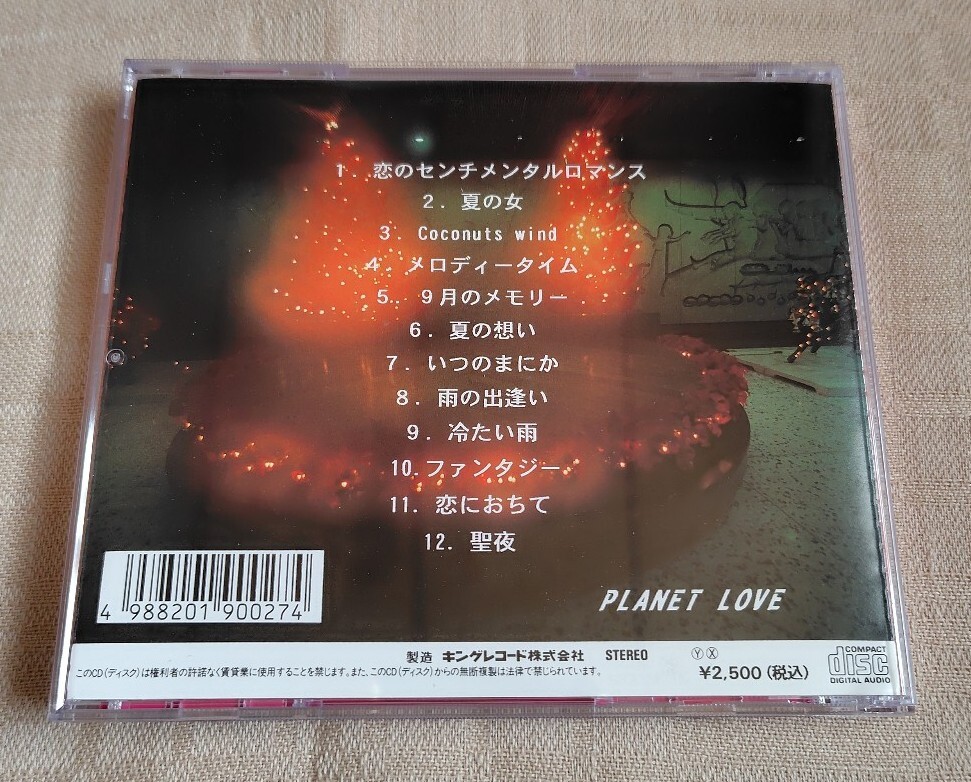 1. 恋のセンチメンタルロマンス
2. 夏の女
3. Coconuts wind
4. メロディータイム
5. 9月のメモリー
6. 夏の想い
7. いつのまにか
8. 雨の出逢い
9. 冷たい雨
10. ファンタジー
11. 恋におちて
12. 聖夜
4 988201 900274
PLANET LOVE
製造 キングレコード株式会社 STEREO Ⓨ Ⓧ
このCD(ディスク)は権利者の許諾なく賃貸業に使用することを禁じます。また、このCD(ディスク)からの無断複製は法律で禁じられています。
¥2,500(税込)
COMPACT
disc
DIGITAL AUDIO